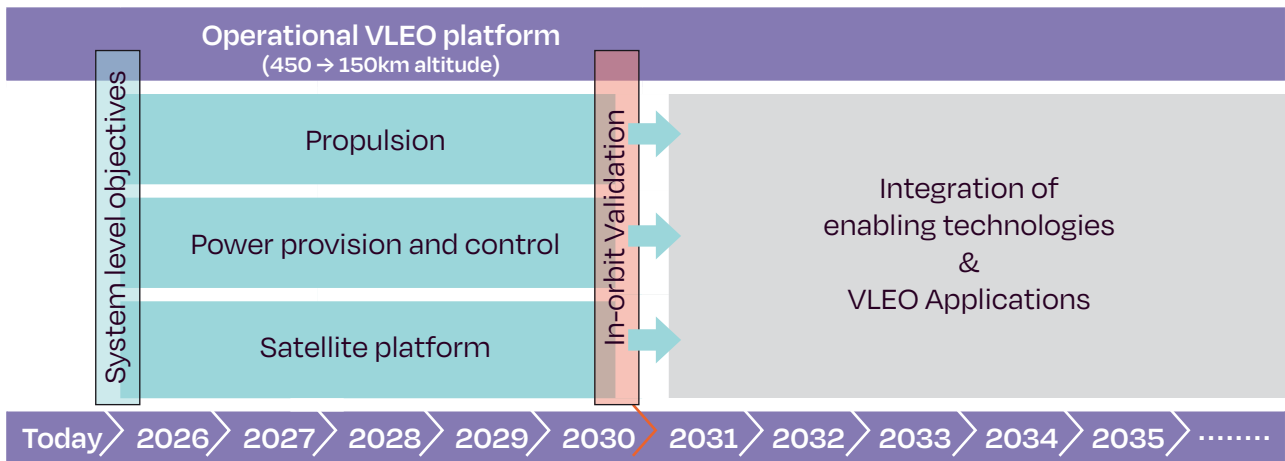 Operational VLEO platform
(450 → 150km altitude)
System level objectives
Propulsion
Power provision and control
Satellite platform
In-orbit Validation
Integration of
enabling technologies
&
VLEO Applications
Today 2026 2027 2028 2029 2030 2031 2032 2033 2034 2035 ........